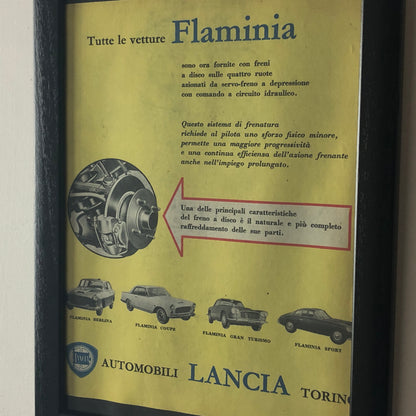 Tutte le vetture Flaminia
sono ora fornite con freni
a disco sulle quattro ruote
azionati da servo-freno a depressione
con comando a circuito idraulico.
Questo sistema di frenatura
richiede al pilota uno sforzo fisico minore,
permette una maggiore progressività
e una continua efficienza dell'azione frenante
anche nell'impiego prolungato.
Una delle principali caratteristiche
del freno a disco è il naturale e più completo
raffreddamento delle sue parti.
FLAMINIA BERLINA
FLAMINIA COUPÉ
FLAMINIA GRAN TURISMO
FLAMINIA SPORT
LANCIA
AUTOMOBILI LANCIA TORINO